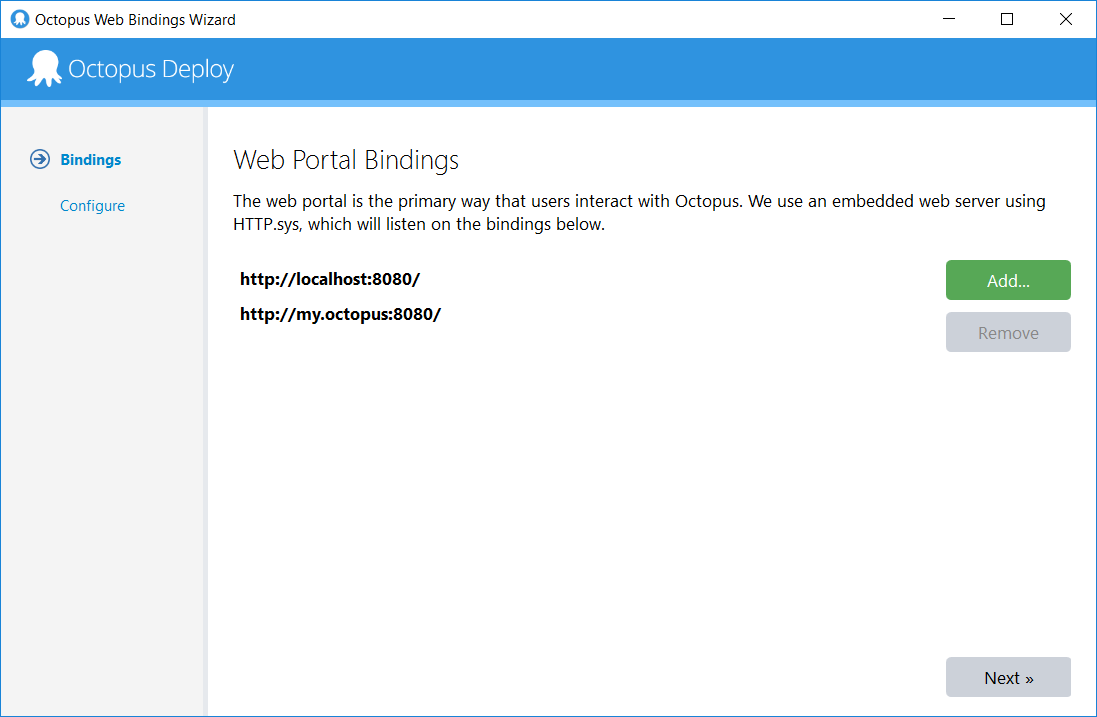 Octopus Web Bindings Wizard
Octopus Deploy
Bindings
Configure
Web Portal Bindings
The web portal is the primary way that users interact with Octopus. We use an embedded web server using
HTTP.sys, which will listen on the bindings below.
http://localhost:8080/
http://my.octopus:8080/
Add...
Remove
Next »